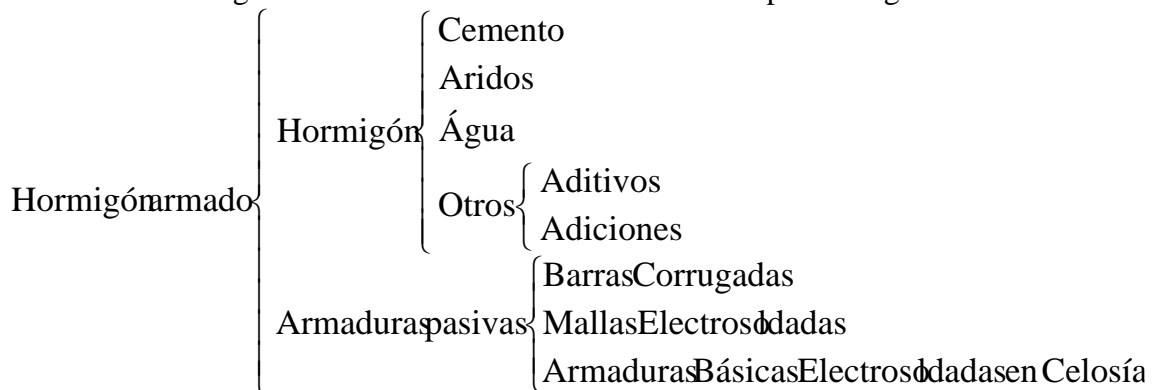 Cemento
Aridos
Hormigón
Água
Hormigón armado
Otros
Aditivos
Adiciones
Barras Corrugadas
Armaduras pasivas
Mallas Electrosoldadas
Armaduras Básicas Electrosoldadas en Celosía